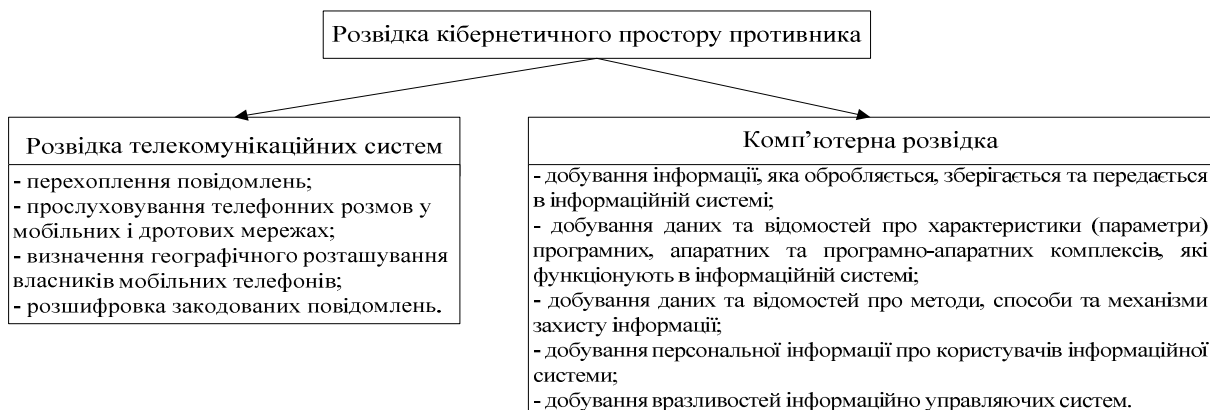 Розвідка кібернетичного простору противника
Розвідка телекомунікаційних систем
- перехоплення повідомлень;
- прослуховування телефонних розмов у
мобільних і дротових мережах;
- визначення географічного розташування
власників мобільних телефонів;
- розшифровка закодованих повідомлень.
Комп’ютерна розвідка
- добування інформації, яка обробляється, зберігається та передається
в інформаційній системі;
- добування даних та відомостей про характеристики (параметри)
програмних, апаратних та програмно-апаратних комплексів, які
функціонують в інформаційній системі;
- добування даних та відомостей про методи, способи та механізми
захисту інформації;
- добування персональної інформації про користувачів інформаційної
системи;
- добування вразливостей інформаційно управляючих систем.